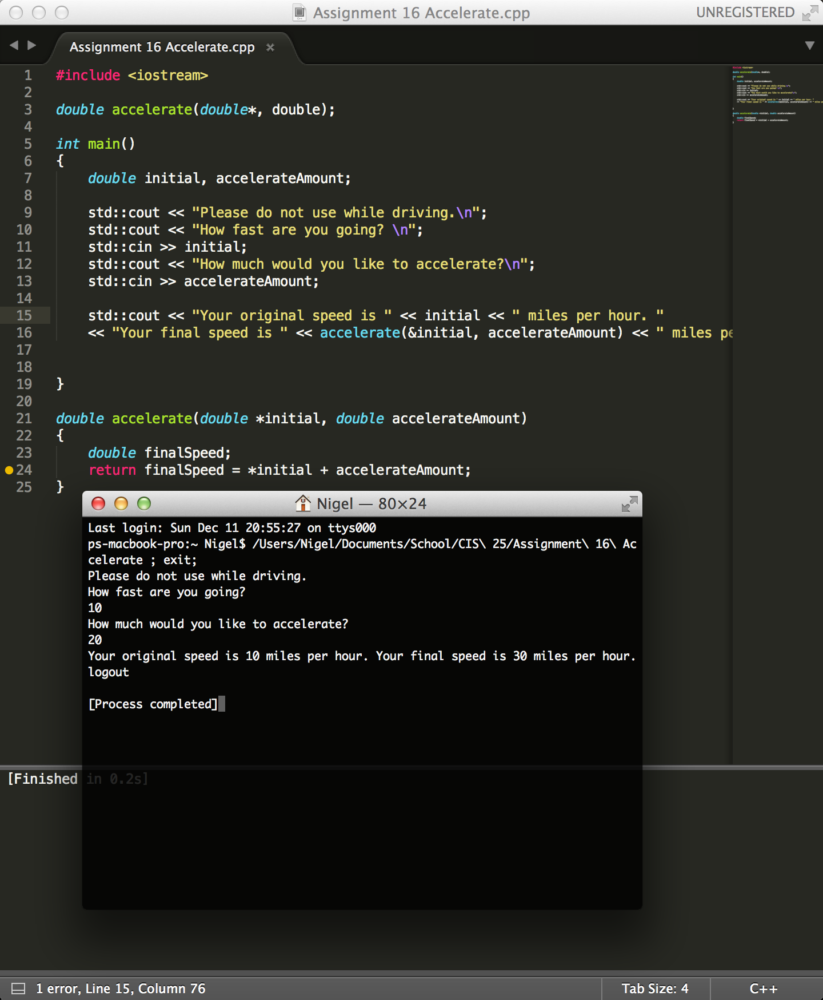 Assignment 16 Accelerate.cpp
UNREGISTERED
Assignment 16 Accelerate.cpp
1 #include <iostream>
2
3 double accelerate(double*, double);
4
5 int main()
6 {
7 double initial, accelerateAmount;
8
9 std::cout << "Please do not use while driving.\n";
10 std::cout << "How fast are you going? \n";
11 std::cin >> initial;
12 std::cout << "How much would you like to accelerate?\n";
13 std::cin >> accelerateAmount;
14
15 std::cout << "Your original speed is " << initial << " miles per hour. "
16 << "Your final speed is " << accelerate(&initial, accelerateAmount) << " miles pe
17
18
19 }
20
21 double accelerate(double *initial, double accelerateAmount)
22 {
23 double finalSpeed;
24 return finalSpeed = *initial + accelerateAmount;
25 }
Nigel — 80×24
Last login: Sun Dec 11 20:55:27 on ttys000
ps-macbook-pro:~ Nigel$ /Users/Nigel/Documents/School/CIS\ 25/Assignment\ 16\ Ac
celerate ; exit;
Please do not use while driving.
How fast are you going?
10
How much would you like to accelerate?
20
Your original speed is 10 miles per hour. Your final speed is 30 miles per hour.
logout
[Process completed]
[Finished in 0.2s]
1 error, Line 15, Column 76
Tab Size: 4
C++